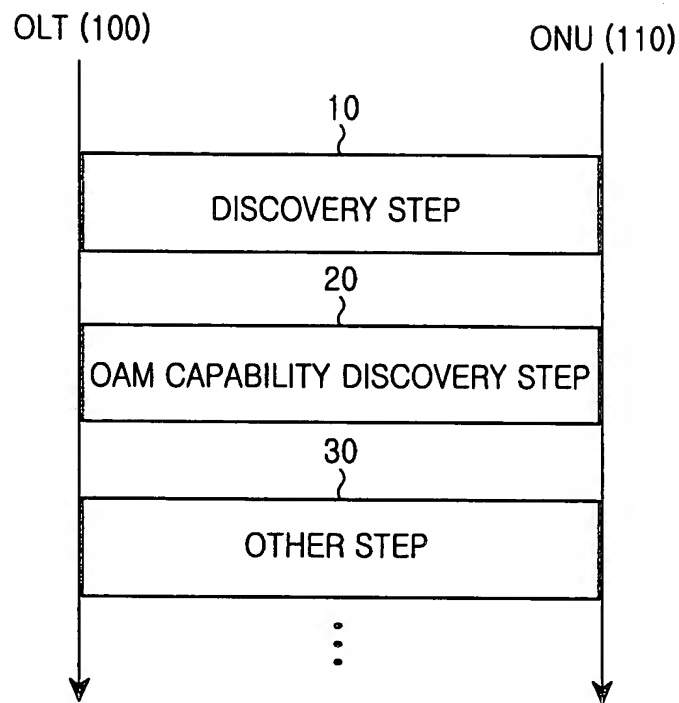 OLT (100)
ONU (110)
10
DISCOVERY STEP
20
OAM CAPABILITY DISCOVERY STEP
30
OTHER STEP